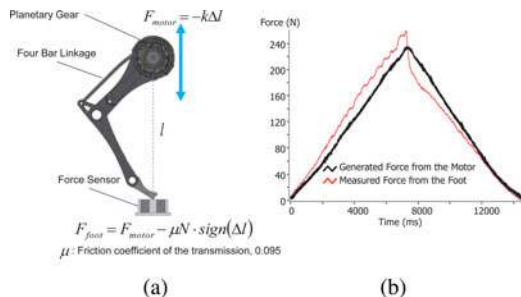 Planetary Gear
F_motor = −kΔl
Four Bar Linkage
l
Force Sensor
F_foot = F_motor − μN · sign(Δl)
μ : Friction coefficient of the transmission, 0.095
(a)
(b)
Force (N)
240
200
160
120
80
40
0
Generated Force from the Motor
Measured Force from the Foot
0 4000 8000 12000
Time (ms)